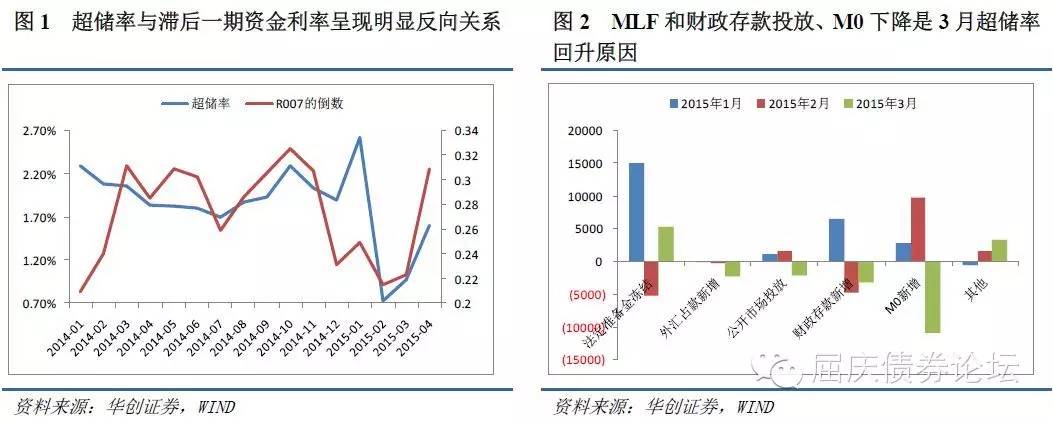 图 1 超储率与滞后一期资金利率呈现明显反向关系
超储率
R007的倒数
2.70%
2.20%
1.70%
1.20%
0.70%
0.34
0.32
0.3
0.28
0.26
0.24
0.22
0.2
2014-01
2014-02
2014-03
2014-04
2014-05
2014-06
2014-07
2014-08
2014-09
2014-10
2014-11
2014-12
2015-01
2015-02
2015-03
2015-04
资料来源：华创证券，WIND
图 2 MLF 和财政存款投放、M0 下降是 3 月超储率
回升原因
2015年1月
2015年2月
2015年3月
20000
15000
10000
5000
0
(5000)
(10000)
(15000)
法定准备金冻结
外汇占款新增
公开市场投放
财政存款新增
M0新增
其他
屈庆债券论坛
资料来源：华创证券，WIND